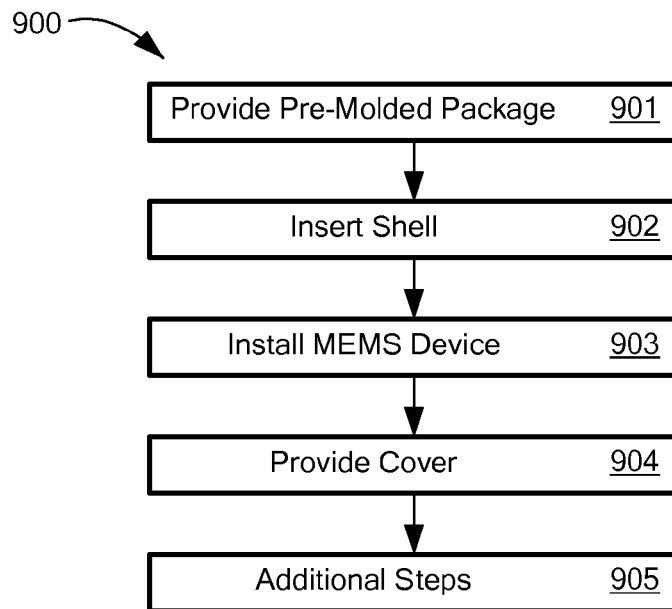 900
Provide Pre-Molded Package 901
Insert Shell 902
Install MEMS Device 903
Provide Cover 904
Additional Steps 905